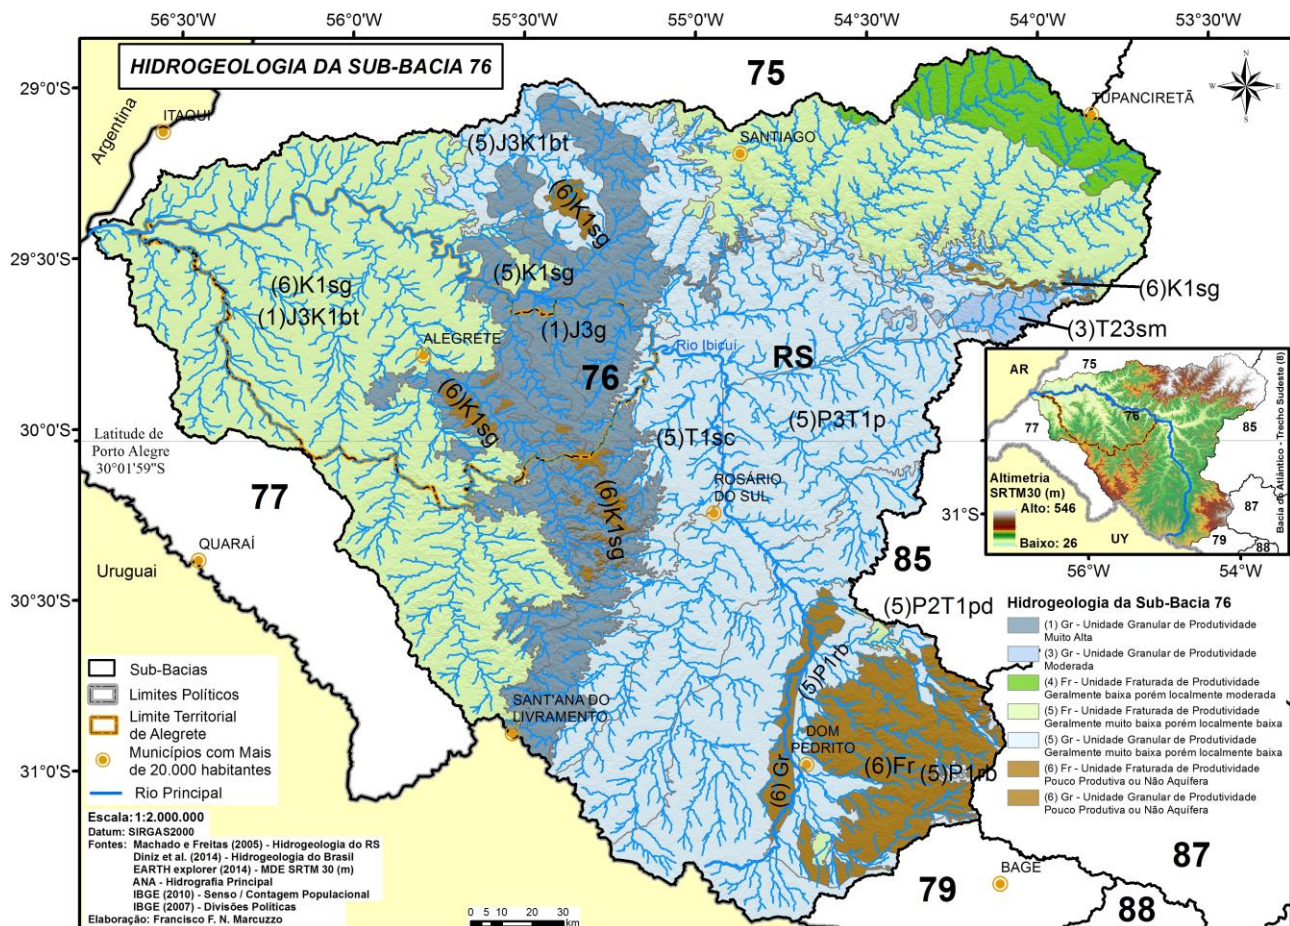 56°30'W
56°00'W
55°30'W
55°00'W
54°30'W
54°00'W
53°30'W
HIDROGEOLOGIA DA SUB-BACIA 76
75
N
W
E
S
29°0'S
29°30'S
30°0'S
30°30'S
31°0'S
Argentina
ITAQUI
TUPANCIRETÃ
SANTIAGO
(5)J3K1bt
(6)K1sg
(5)K1sg
(6)K1sg
(1)J3K1bt
(6)K1sg
(3)T23sm
(1)J3g
ALEGRETE
Rio Ibicuí
RS
76
(6)K1sg
(5)P3T1p
(5)T1sc
Latitude de
Porto Alegre
30°01'59"S
77
ROSÁRIO
DO SUL
(6)K1sg
QUARAÍ
Uruguai
85
(5)P2T1pd
(5)P1rb
SANT'ANA DO
LIVRAMENTO
DOM
PEDRITO
(6)Gr
(6)Fr
(5)P1rb
79
BAGE
87
88
AR
75
76
77
85
87
79
88
UY
Altimetria
SRTM30 (m)
Alto: 546
Baixo: 26
Bacia do Atlântico - Trecho Sudeste (8)
31°S
56°W
54°W
Hidrogeologia da Sub-Bacia 76
(1) Gr - Unidade Granular de Produtividade
Muito Alta
(3) Gr - Unidade Granular de Produtividade
Moderada
(4) Fr - Unidade Fraturada de Produtividade
Geralmente baixa porém localmente moderada
(5) Fr - Unidade Fraturada de Produtividade
Geralmente muito baixa porém localmente baixa
(5) Gr - Unidade Granular de Produtividade
Geralmente muito baixa porém localmente baixa
(6) Fr - Unidade Fraturada de Produtividade
Pouco Produtiva ou Não Aquífera
(6) Gr - Unidade Granular de Produtividade
Pouco Produtiva ou Não Aquífera
Sub-Bacias
Limites Políticos
Limite Territorial
de Alegrete
Municípios com Mais
de 20.000 habitantes
Rio Principal
Escala:1:2.000.000
Datum: SIRGAS2000
Fontes: Machado e Freitas (2005) - Hidrogeologia do RS
Diniz et al. (2014) - Hidrogeologia do Brasil
EARTH explorer (2014) - MDE SRTM 30 (m)
ANA - Hidrografia Principal
IBGE (2010) - Senso / Contagem Populacional
IBGE (2007) - Divisões Políticas
Elaboração: Francisco F. N. Marcuzzo
0 5 10 20 30
km